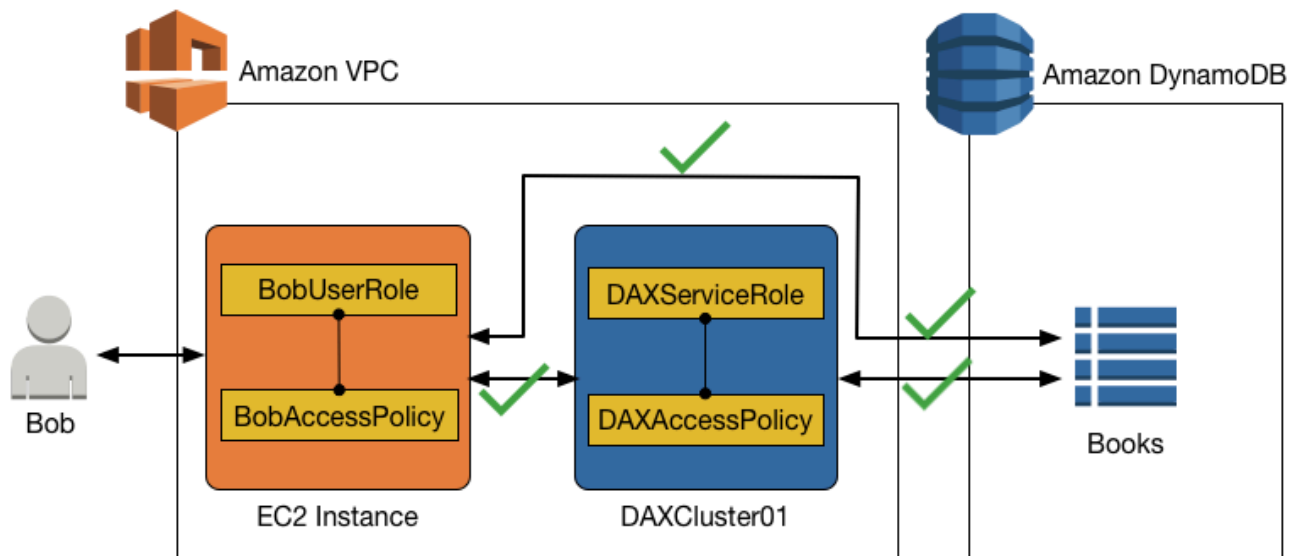 Amazon VPC
Amazon DynamoDB
BobUserRole
DAXServiceRole
BobAccessPolicy
DAXAccessPolicy
Bob
Books
EC2 Instance
DAXCluster01